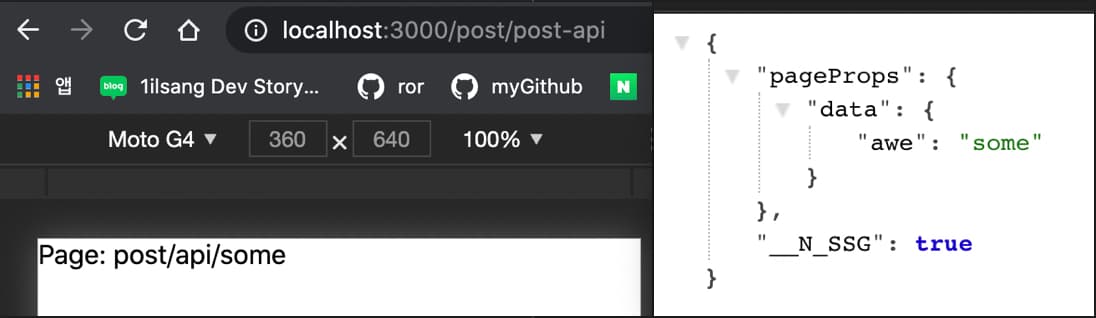 localhost:3000/post/post-api
앱 blog 1ilsang Dev Story... ror myGithub N
Moto G4 ▼ 360 × 640 100% ▼
Page: post/api/some
{
"pageProps": {
"data": {
"awe": "some"
}
},
"__N_SSG": true
}